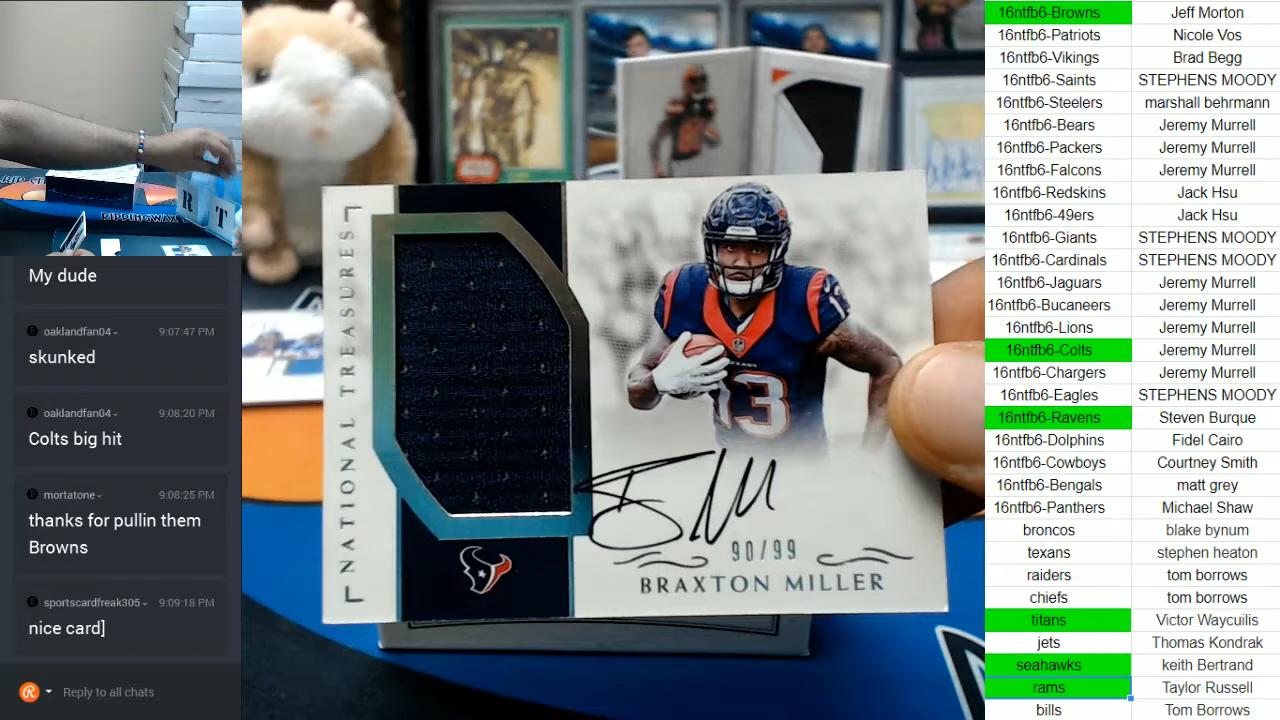 My dude
oaklandfan04
9:07:47 PM
skunked
oaklandfan04
9:08:20 PM
Colts big hit
mortatone
9:08:25 PM
thanks for pullin them
Browns
sportscardfreak305
9:09:18 PM
nice card]
Reply to all chats
R T
NATIONAL TREASURES
13
90/99
BRAXTON MILLER
16ntfb6-Browns Jeff Morton
16ntfb6-Patriots Nicole Vos
16ntfb6-Vikings Brad Begg
16ntfb6-Saints STEPHENS MOODY
16ntfb6-Steelers marshall behrmann
16ntfb6-Bears Jeremy Murrell
16ntfb6-Packers Jeremy Murrell
16ntfb6-Falcons Jeremy Murrell
16ntfb6-Redskins Jack Hsu
16ntfb6-49ers Jack Hsu
16ntfb6-Giants STEPHENS MOODY
16ntfb6-Cardinals STEPHENS MOODY
16ntfb6-Jaguars Jeremy Murrell
16ntfb6-Bucaneers Jeremy Murrell
16ntfb6-Lions Jeremy Murrell
16ntfb6-Colts Jeremy Murrell
16ntfb6-Chargers Jeremy Murrell
16ntfb6-Eagles STEPHENS MOODY
16ntfb6-Ravens Steven Burque
16ntfb6-Dolphins Fidel Cairo
16ntfb6-Cowboys Courtney Smith
16ntfb6-Bengals matt grey
16ntfb6-Panthers Michael Shaw
broncos blake bynum
texans stephen heaton
raiders tom borrows
chiefs tom borrows
titans Victor Waycuilis
jets Thomas Kondrak
seahawks keith Bertrand
rams Taylor Russell
bills Tom Borrows